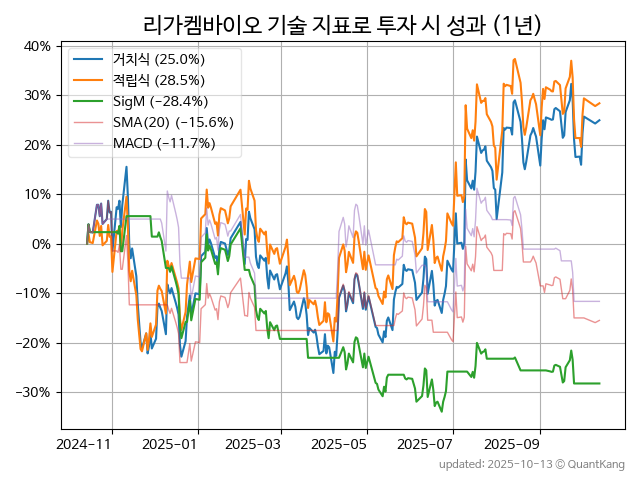 리가켐바이오 기술 지표로 투자 시 성과 (1년)
40%
30%
20%
10%
0%
−10%
−20%
−30%
거치식 (25.0%)
적립식 (28.5%)
SigM (−28.4%)
SMA(20) (−15.6%)
MACD (−11.7%)
2024-11
2025-01
2025-03
2025-05
2025-07
2025-09
updated: 2025-10-13 © QuantKang